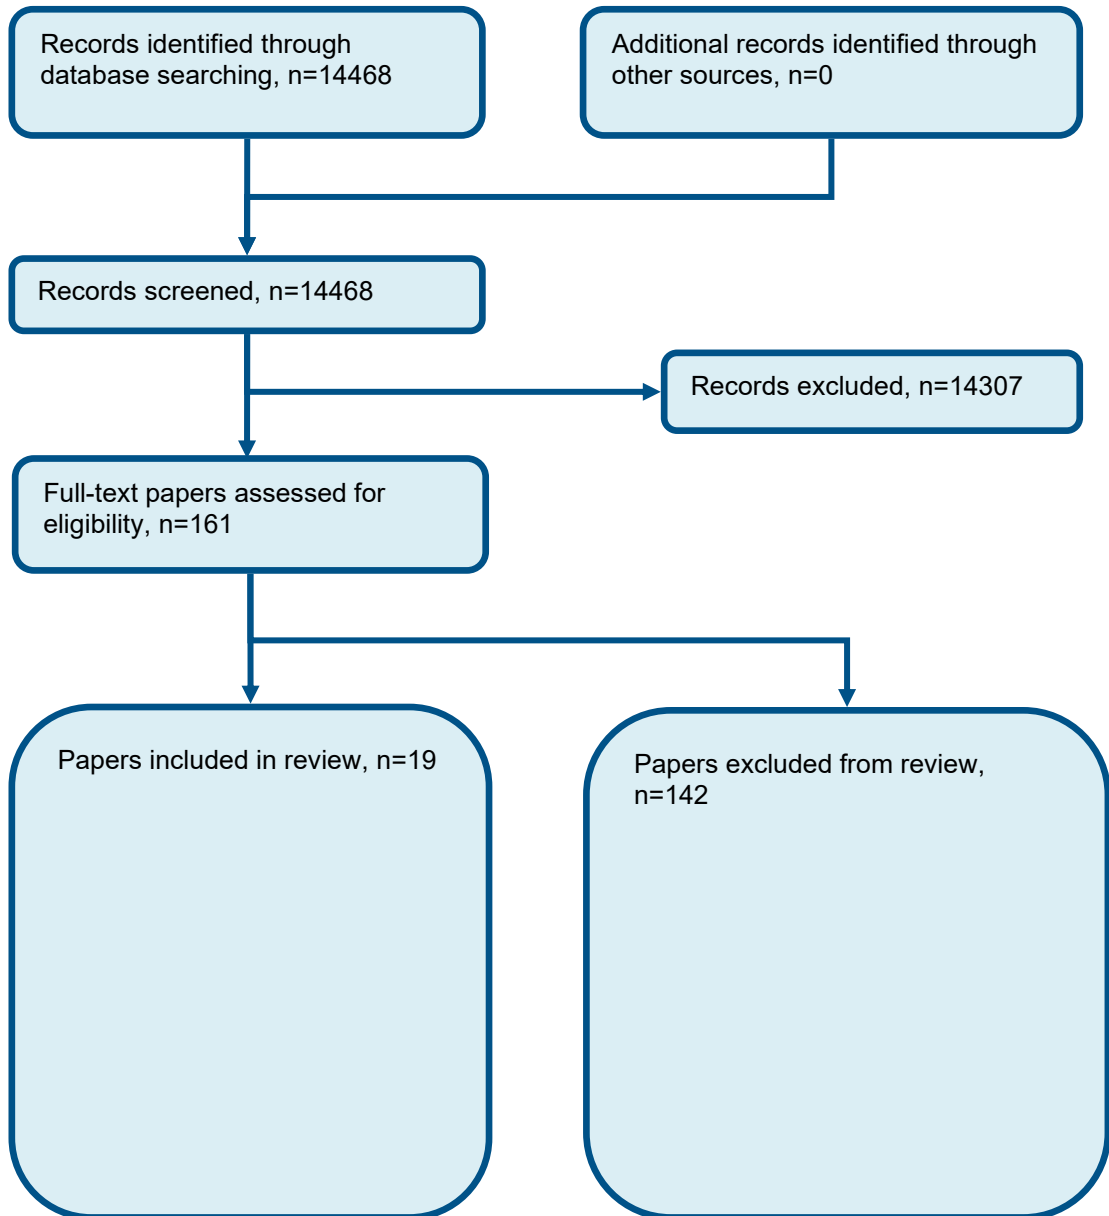 Records identified through
database searching, n=14468
Additional records identified through
other sources, n=0
Records screened, n=14468
Records excluded, n=14307
Full-text papers assessed for
eligibility, n=161
Papers included in review, n=19
Papers excluded from review,
n=142